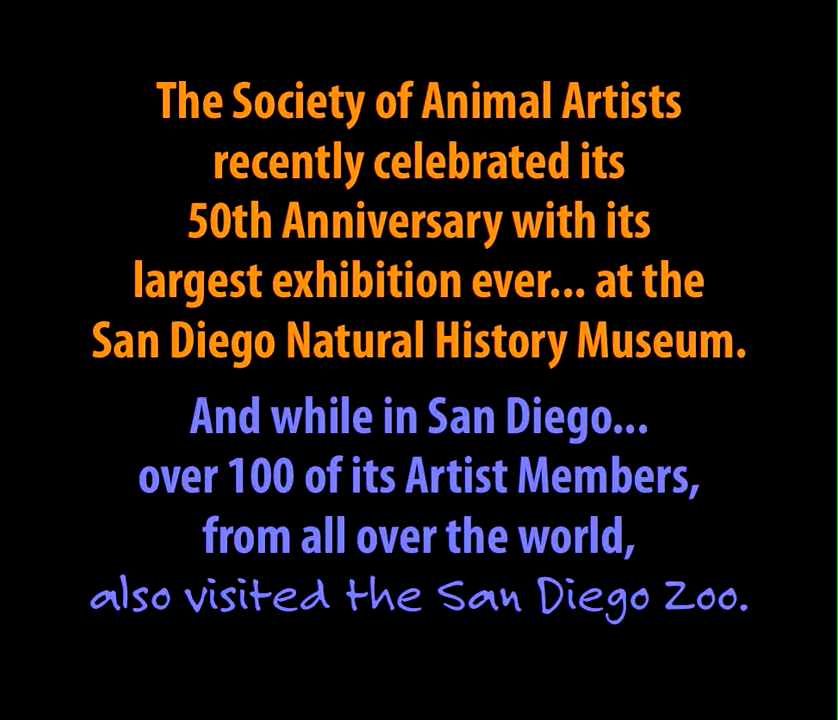 The Society of Animal Artists
recently celebrated its
50th Anniversary with its
largest exhibition ever... at the
San Diego Natural History Museum.
And while in San Diego...
over 100 of its Artist Members,
from all over the world,
also visited the San Diego Zoo.